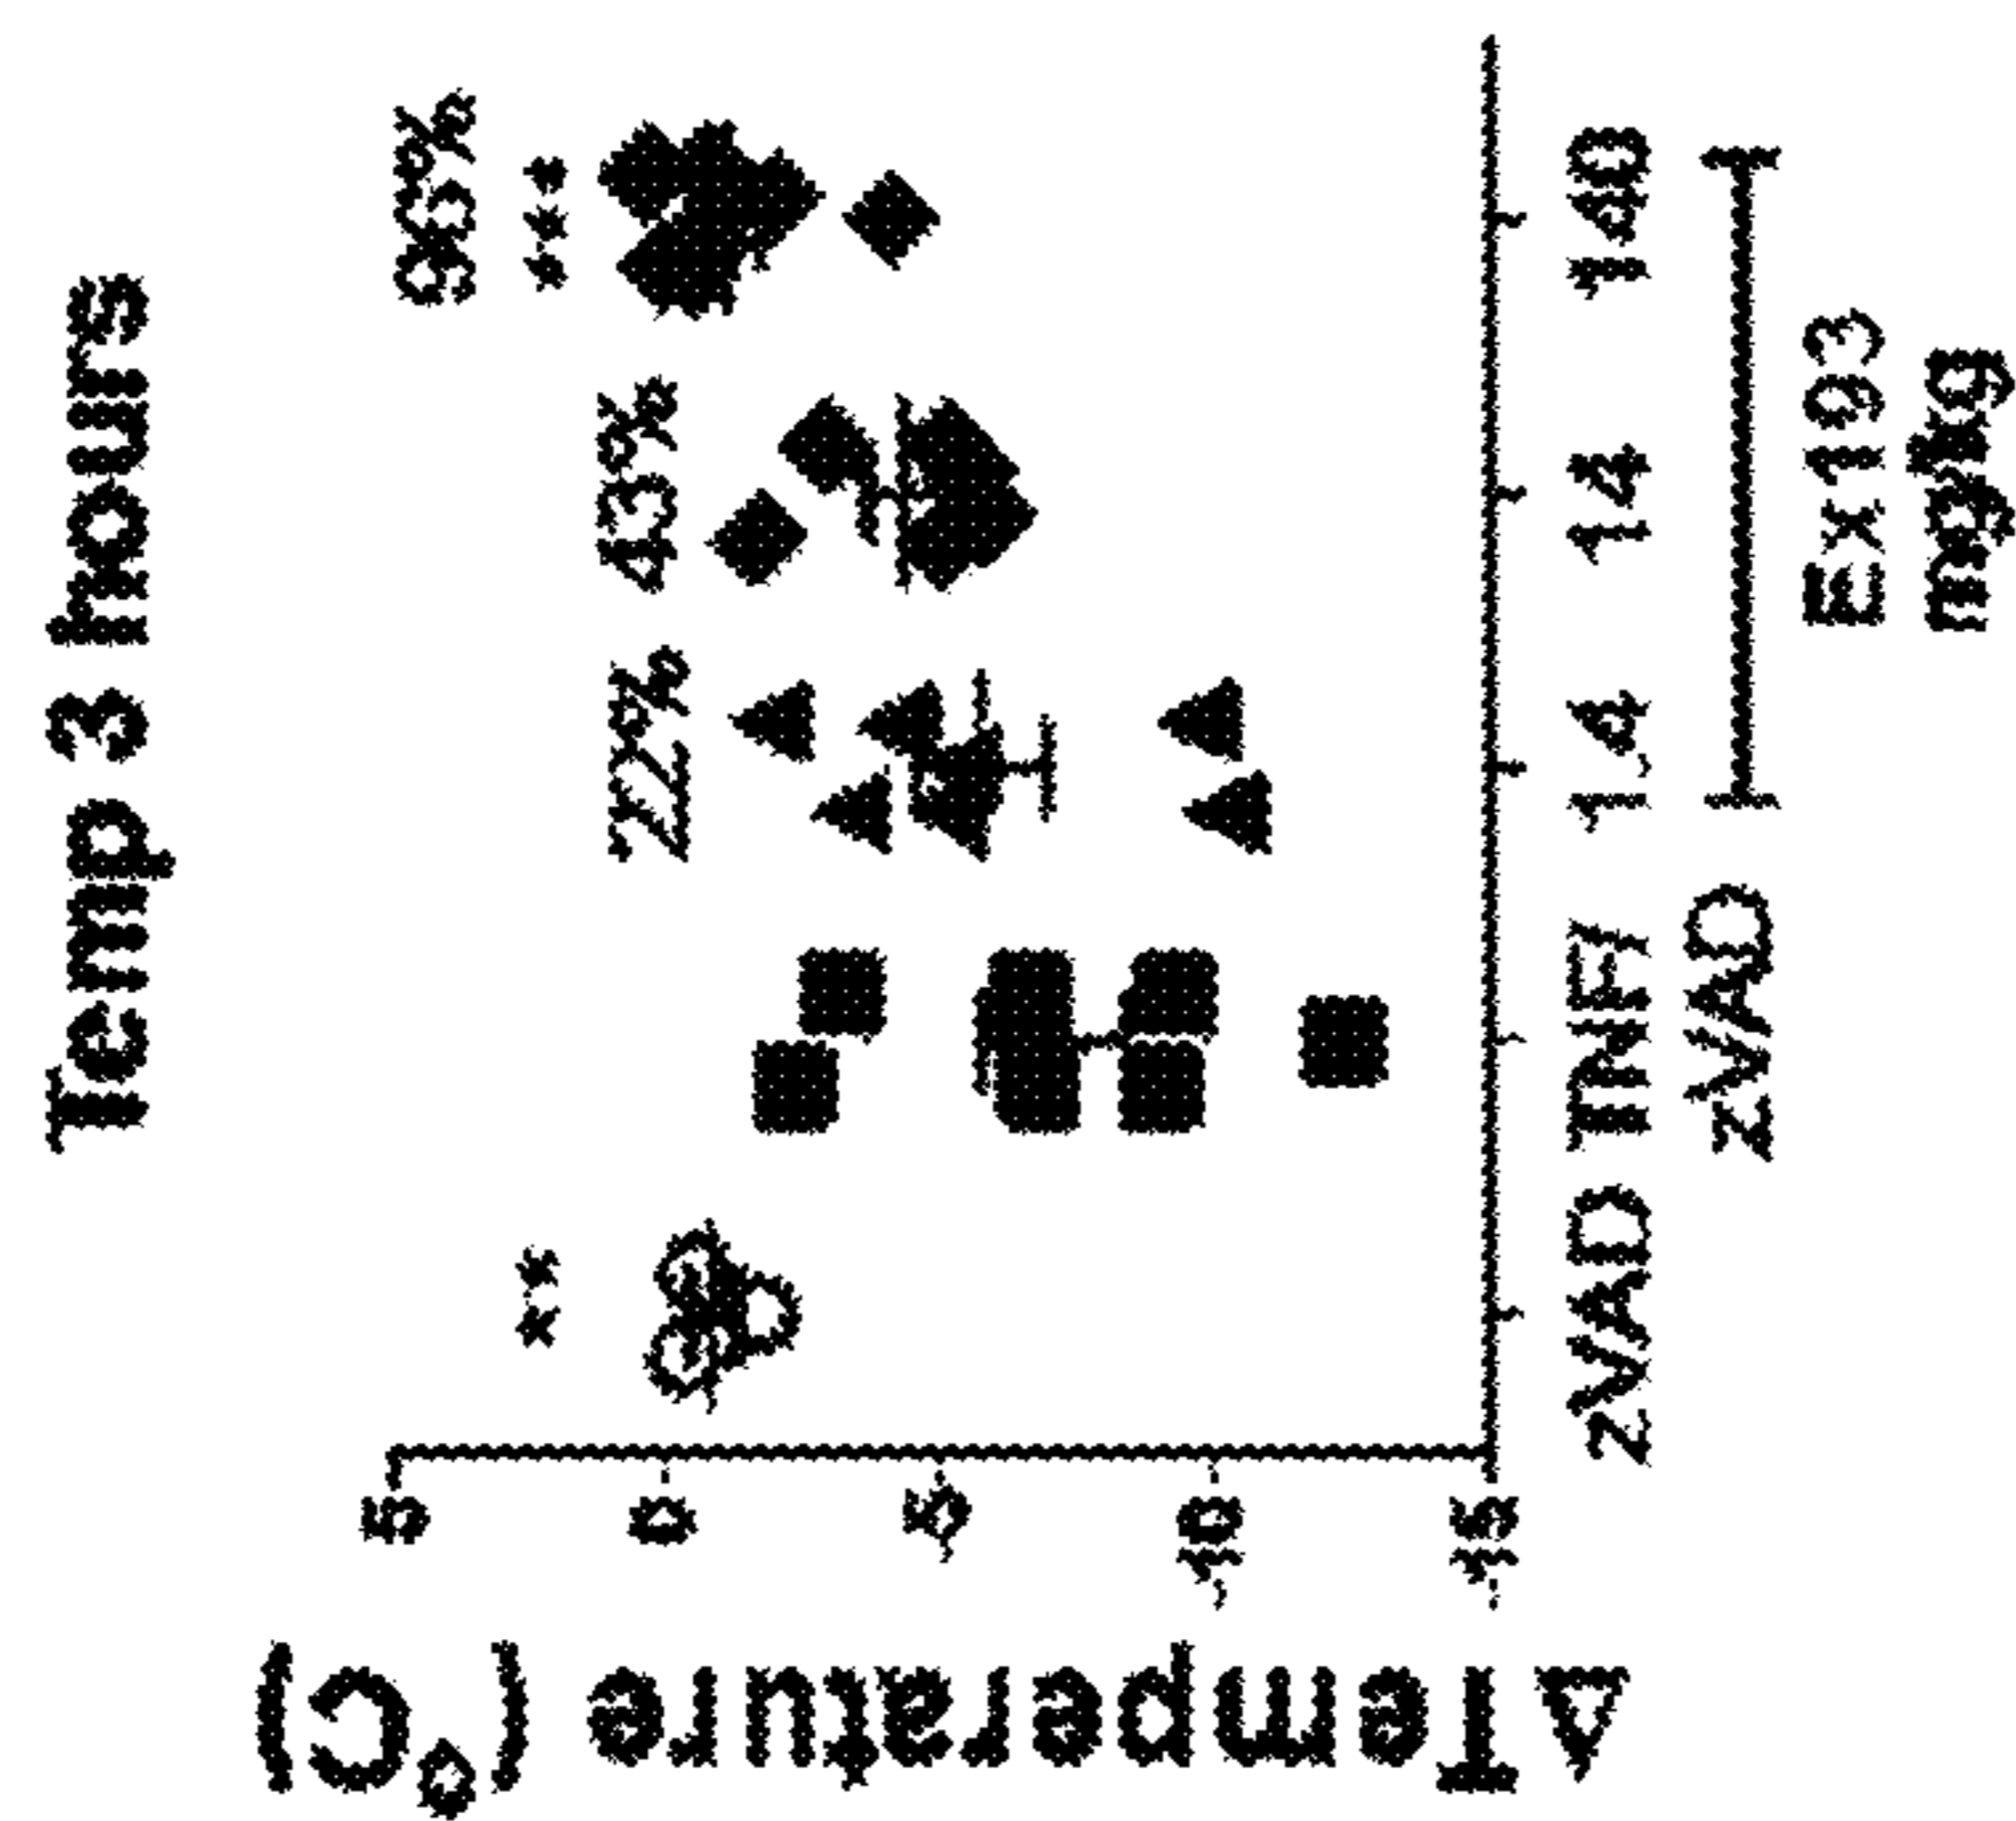 Temp 3 hours
***
43%
22%
**
5
0
-5
-10
-15
Δ Temperature (°C)
zVAD TNF/ 1.4 14 140
zVAD
Ex193
mg/kg